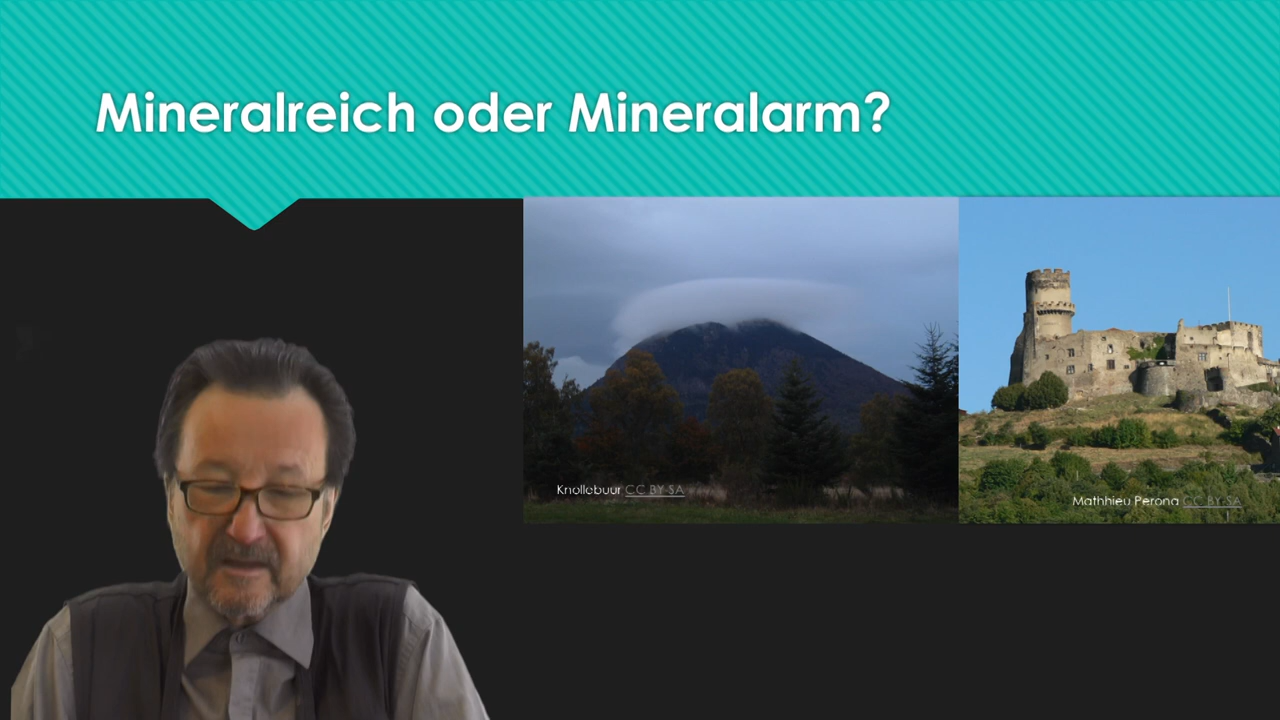 Mineralreich oder Mineralarm?
Knollebuur CC BY-SA
Mathhieu Perona CC BY-SA